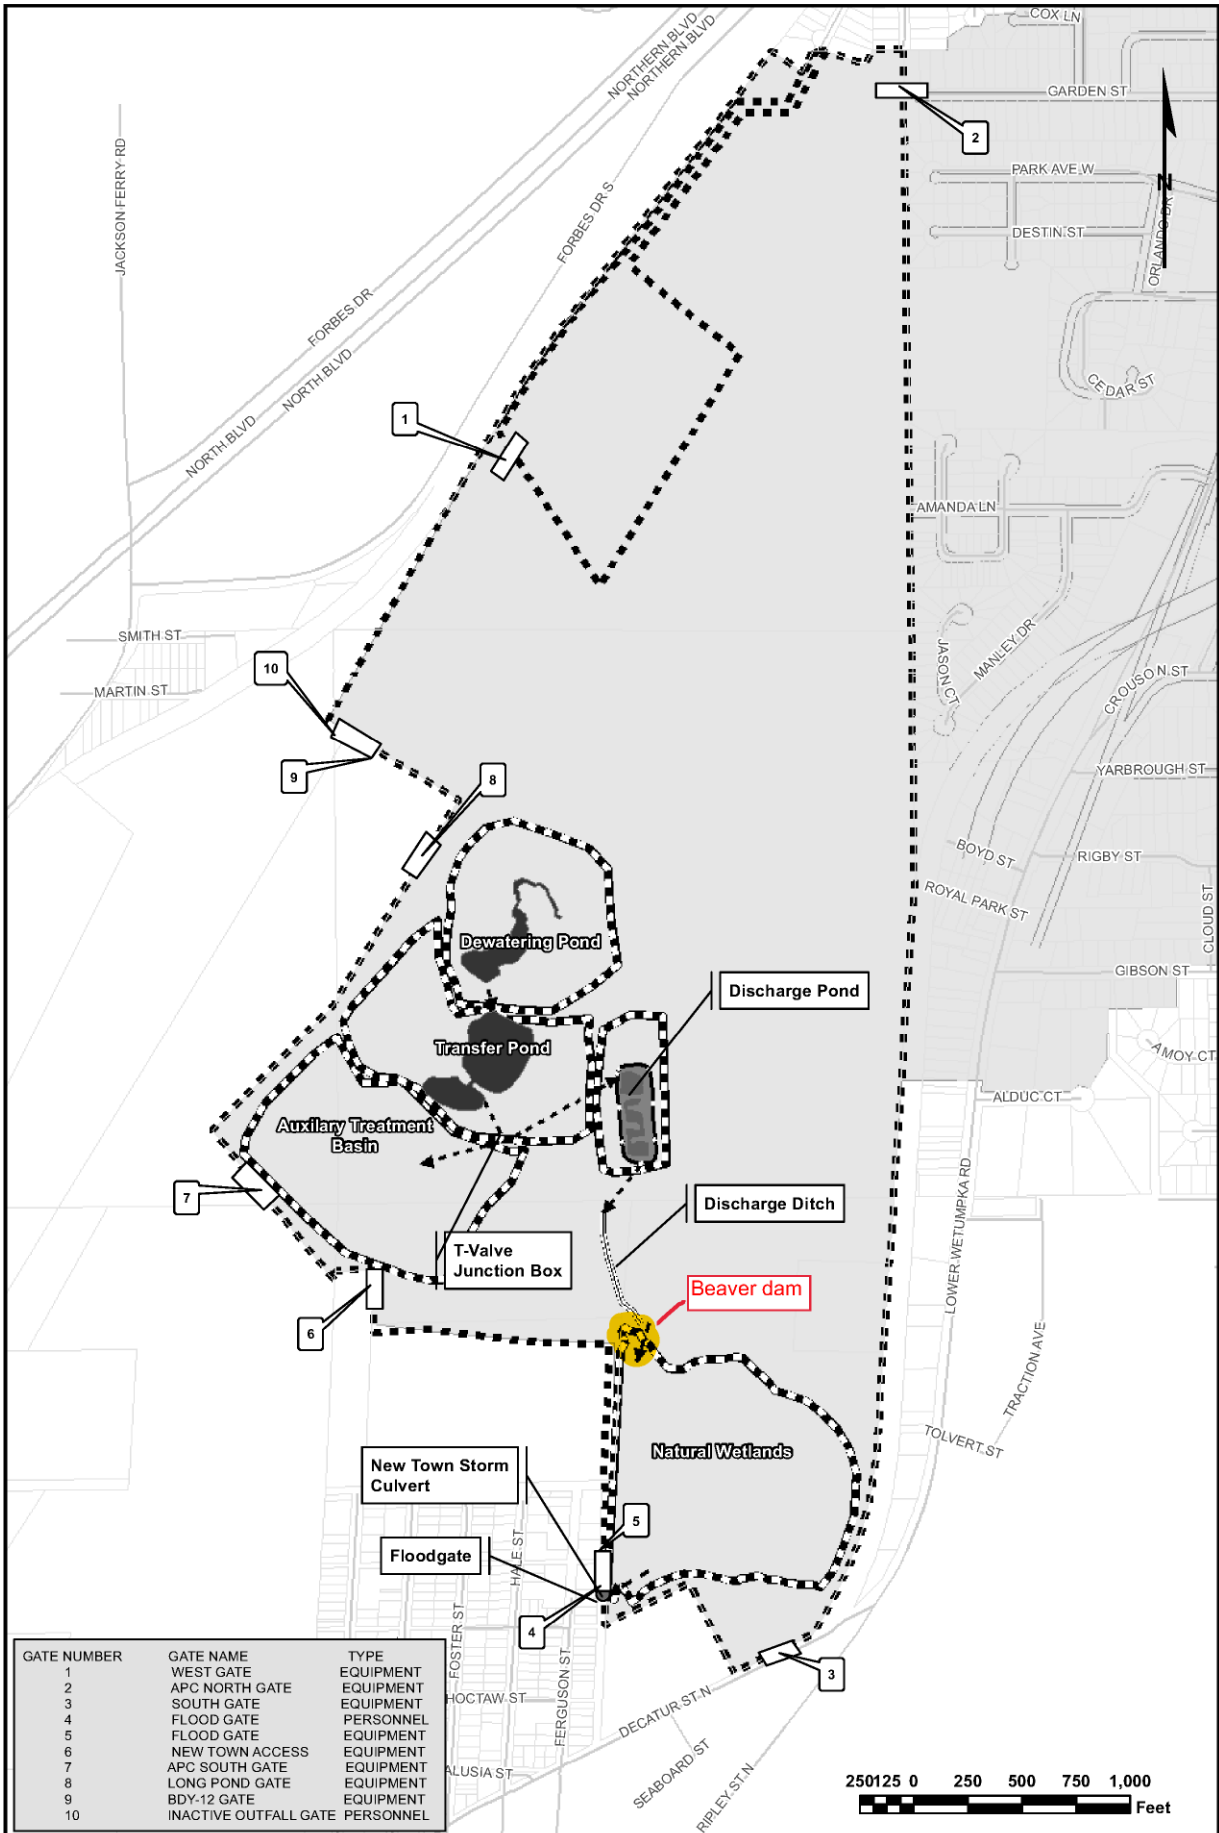 COX LN
NORTHERN BLVD
NORTHERN BLVD
GARDEN ST
2
JACKSON FERRY RD
PARK AVE W
N
FORBES DR S
DESTIN ST
ORLANDO DR
FORBES DR
NORTH BLVD
CEDAR ST
1
NORTH BLVD
AMANDA LN
SMITH ST
MANLEY DR
JASON CT
CROUSON ST
10
MARTIN ST
9
8
YARBROUGH ST
BOYD ST
RIGBY ST
ROYAL PARK ST
CLOUD ST
Dewatering Pond
GIBSON ST
Discharge Pond
Transfer Pond
AMOY CT
ALDUC CT
Auxilary Treatment
Basin
7
Discharge Ditch
LOWER WETUMPKA RD
T-Valve
Junction Box
Beaver dam
6
TRACTION AVE
TOLVERT ST
Natural Wetlands
New Town Storm
Culvert
5
Floodgate
HALE ST
4
FOSTER ST
FERGUSON ST
3
HOCTAW ST
DECATUR ST N
ALUSIA ST
SEABOARD ST
RIPLEY ST N
GATE NUMBER GATE NAME TYPE
1 WEST GATE EQUIPMENT
2 APC NORTH GATE EQUIPMENT
3 SOUTH GATE EQUIPMENT
4 FLOOD GATE PERSONNEL
5 FLOOD GATE EQUIPMENT
6 NEW TOWN ACCESS EQUIPMENT
7 APC SOUTH GATE EQUIPMENT
8 LONG POND GATE EQUIPMENT
9 BDY-12 GATE EQUIPMENT
10 INACTIVE OUTFALL GATE PERSONNEL
250125 0 250 500 750 1,000
Feet